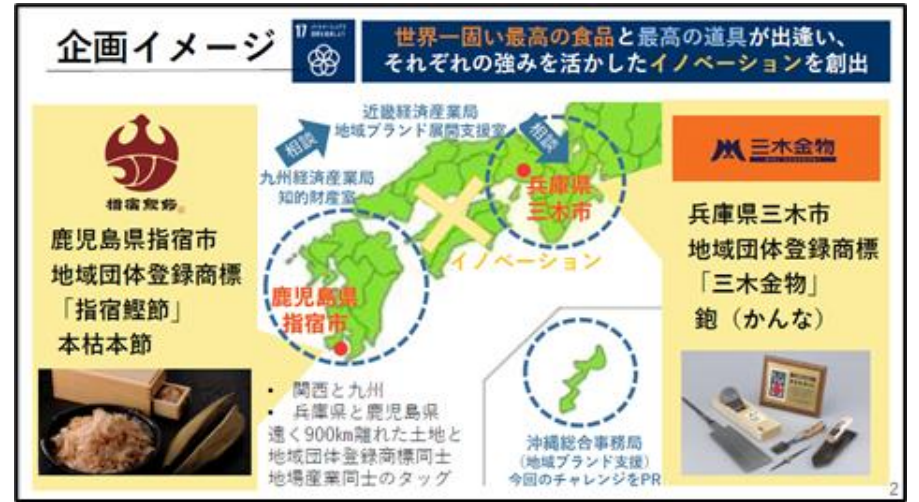 企画イメージ
17
世界一固い最高の食品と最高の道具が出逢い、
それぞれの強みを活かしたイノベーションを創出
指宿鰹節
鹿児島県指宿市
地域団体登録商標
「指宿鰹節」
本枯本節
近畿経済産業局
地域ブランド展開支援室
相談
九州経済産業局
知的財産室
相談
兵庫県
三木市
イノベーション
鹿児島県
指宿市
• 関西と九州
• 兵庫県と鹿児島県
遠く900km離れた土地と
地域団体登録商標同士
地場産業同士のタッグ
沖縄総合事務局
(地域ブランド支援)
今回のチャレンジをPR
三木金物
兵庫県三木市
地域団体登録商標
「三木金物」
鉋（かんな）
2